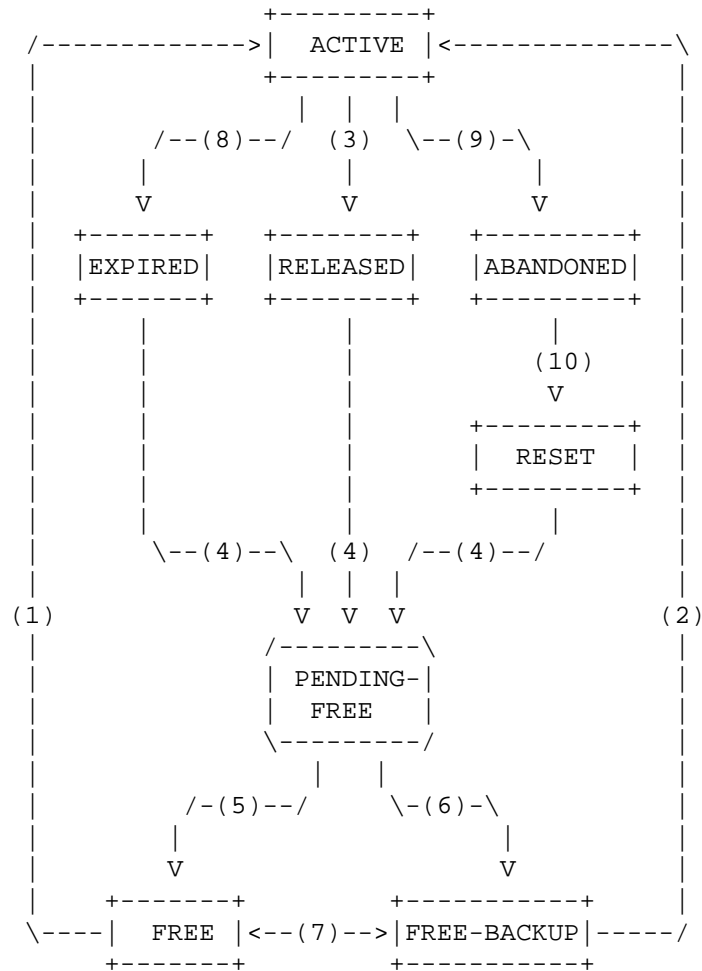 ACTIVE
(8) (3) (9)
EXPIRED RELEASED ABANDONED
(10)
RESET
(4) (4) (4)
(1) (2)
PENDING-
FREE
(5) (6)
FREE (7) FREE-BACKUP